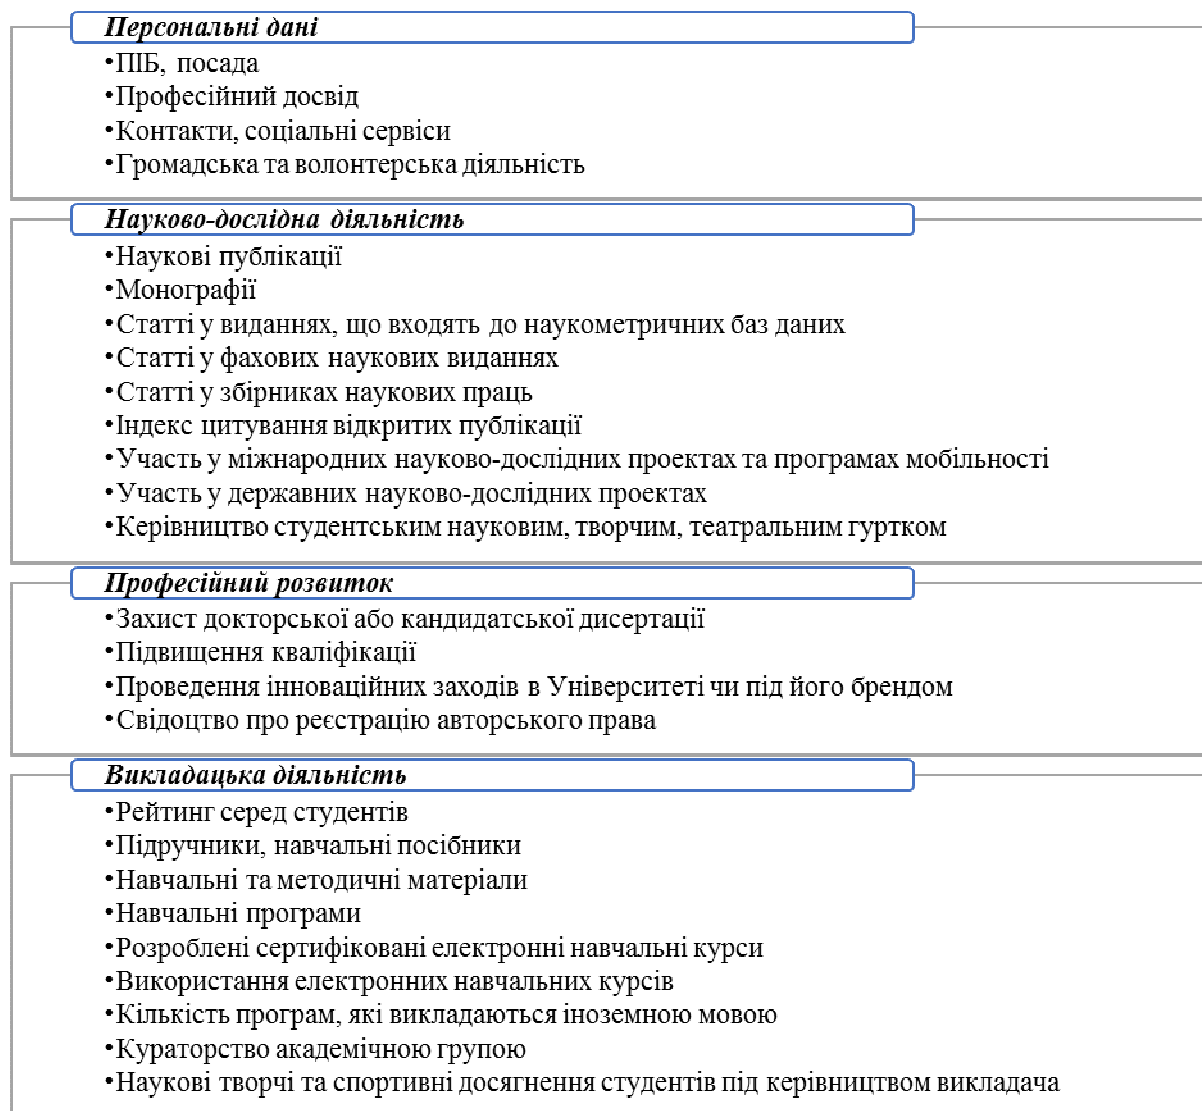 Персональні дані
•ПІБ, посада
•Професійний досвід
•Контакти, соціальні сервіси
•Громадська та волонтерська діяльність
Науково-дослідна діяльність
•Наукові публікації
•Монографії
•Статті у виданнях, що входять до наукометричних баз даних
•Статті у фахових наукових виданнях
•Статті у збірниках наукових праць
•Індекс цитування відкритих публікації
•Участь у міжнародних науково-дослідних проектах та програмах мобільності
•Участь у державних науково-дослідних проектах
•Керівництво студентським науковим, творчим, театральним гуртком
Професійний розвиток
•Захист докторської або кандидатської дисертації
•Підвищення кваліфікації
•Проведення інноваційних заходів в Університеті чи під його брендом
•Свідоцтво про реєстрацію авторського права
Викладацька діяльність
•Рейтинг серед студентів
•Підручники, навчальні посібники
•Навчальні та методичні матеріали
•Навчальні програми
•Розроблені сертифіковані електронні навчальні курси
•Використання електронних навчальних курсів
•Кількість програм, які викладаються іноземною мовою
•Кураторство академічною групою
•Наукові творчі та спортивні досягнення студентів під керівництвом викладача